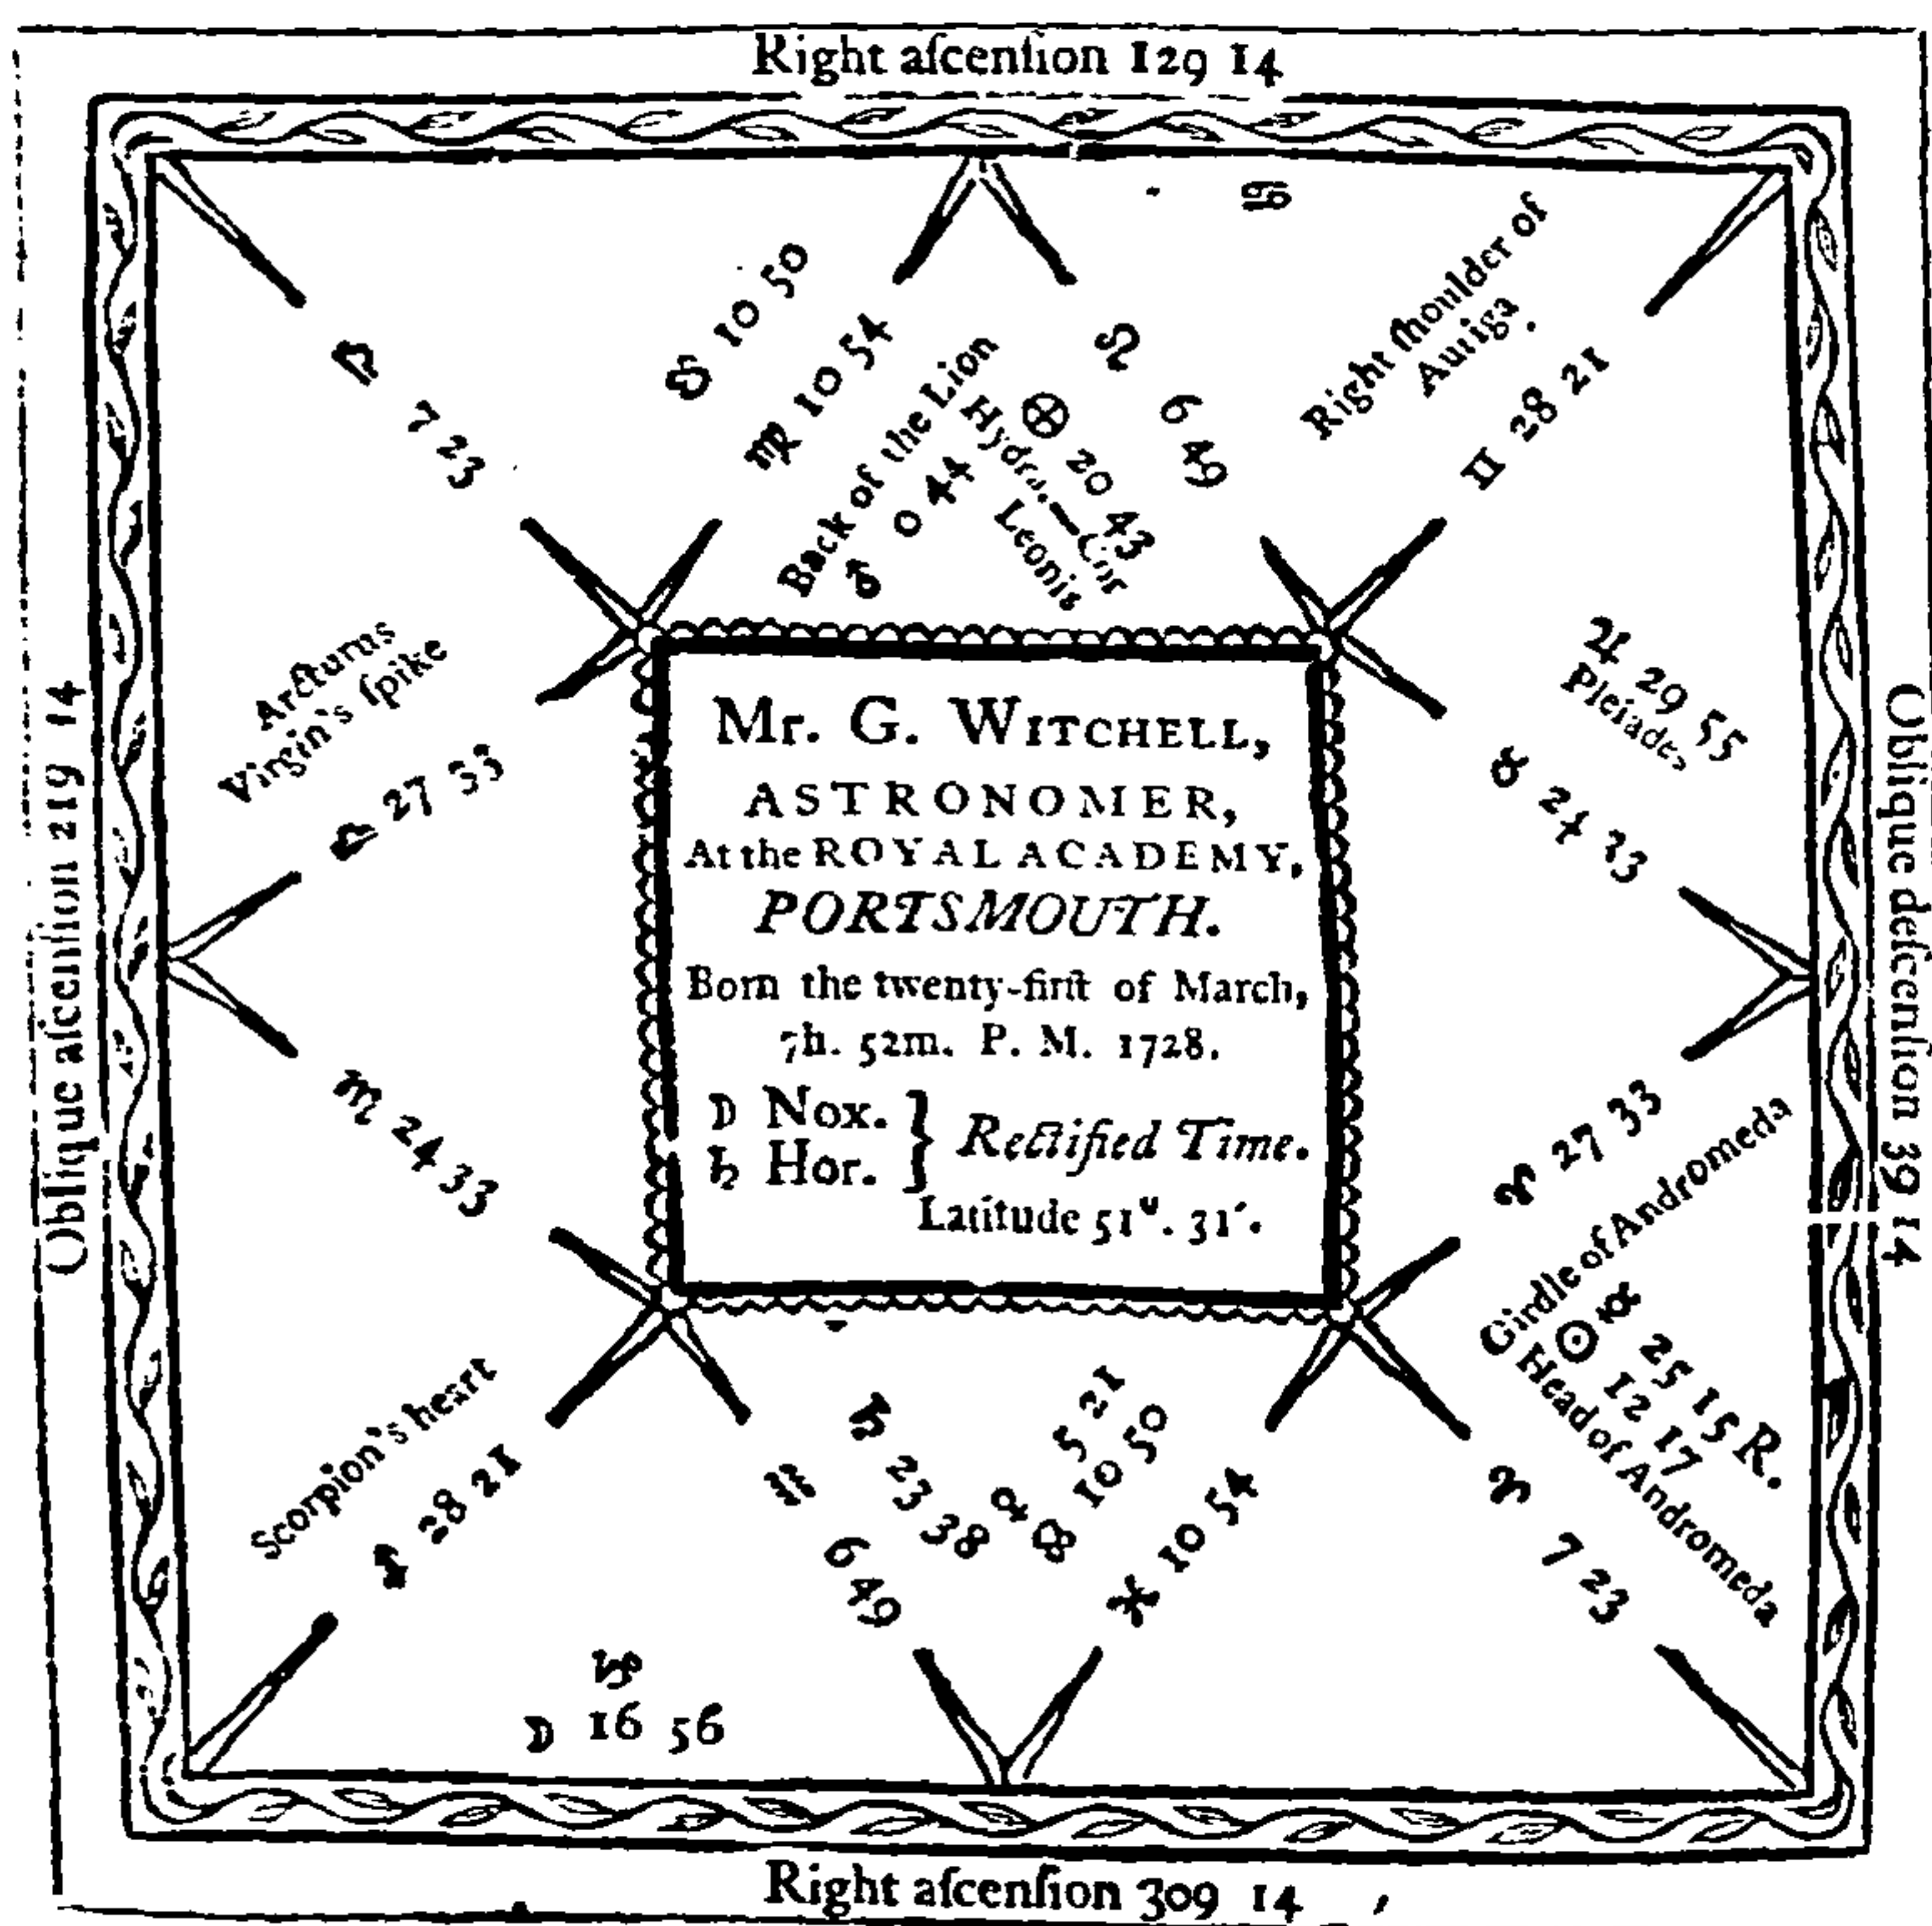 Right aſcenſion 129 14
♋
☋ 10 50
♍ 10 54
Back of the Lion
♂ 0 44
♌ 6 49
⊗ 20 43
Hydra.—Cor
Leonis
Right ſhoulder of
Auriga.
♊ 28 21
♎ 7 23
Arcturus
Virgin's ſpike
♎ 27 33
♃ 29 55
Pleiades
♉ 24 33
Oblique aſcenſion 219 14
Oblique deſcenſion 39 14
Mr. G. WITCHELL,
ASTRONOMER,
At the ROYAL ACADEMY,
PORTSMOUTH.
Born the twenty-firſt of March,
7h. 52m. P. M. 1728.
☽ Nox.
♄ Hor.
} Rectified Time.
Latitude 51°. 31′.
♏ 24 33
♈ 27 33
Girdle of Andromeda
☿ 25 15 R.
☉ 12 17
Head of Andromeda
♈ 7 23
Scorpion's heart
♐ 28 21
♑
☽ 16 56
♒ 6 49
♄ 23 38
♀ 5 21
☊ 10 50
♓ 10 54
Right aſcenſion 309 14